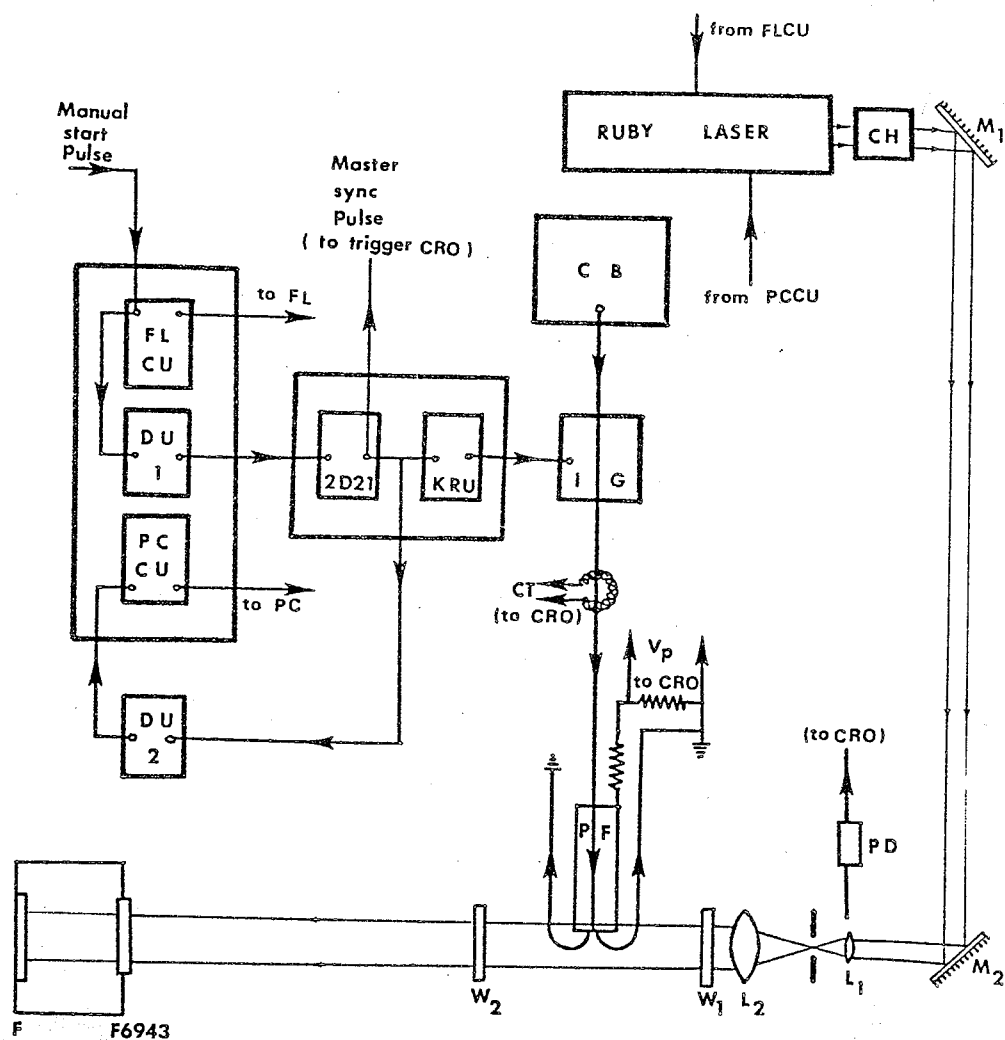 from FLCU
RUBY LASER
CH
M1
Manual
start
Pulse
Master
sync
Pulse
( to trigger CRO )
C B
from PCCU
to FL
FL
CU
DU
1
2D21
KRU
I G
PC
CU
to PC
CT
(to CRO)
Vp
to CRO
DU
2
(to CRO)
P F
PD
W2
W1
L2
L1
M2
F
F6943